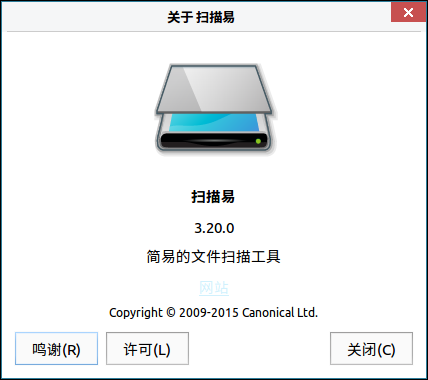 关于 扫描易
扫描易
3.20.0
简易的文件扫描工具
网站
Copyright © 2009-2015 Canonical Ltd.
鸣谢(R) 许可(L) 关闭(C)